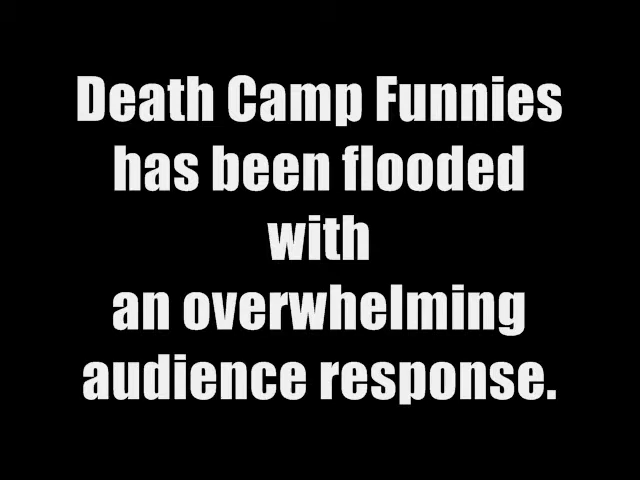 Death Camp Funnies
has been flooded
with
an overwhelming
audience response.